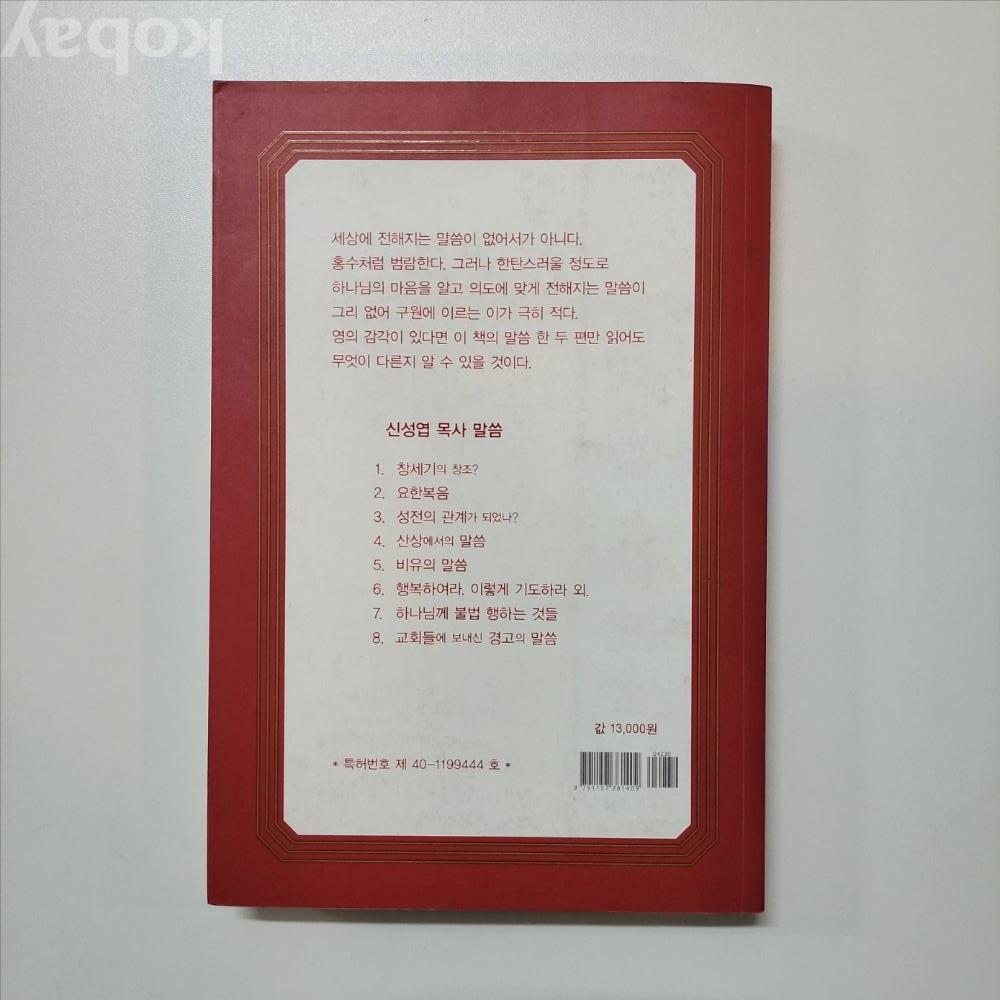 kobay
세상에 전해지는 말씀이 없어서가 아니다.
홍수처럼 범람한다. 그러나 한탄스러울 정도로
하나님의 마음을 알고 의도에 맞게 전해지는 말씀이
그리 없어 구원에 이르는 이가 극히 적다.
영의 감각이 있다면 이 책의 말씀 한 두 편만 읽어도
무엇이 다른지 알 수 있을 것이다.
신성엽 목사 말씀
1. 창세기의 창조?
2. 요한복음
3. 성전의 관계가 되었나?
4. 산상에서의 말씀
5. 비유의 말씀
6. 행복하여라, 이렇게 기도하라 외.
7. 하나님께 불법 행하는 것들
8. 교회들에 보내신 경고의 말씀
값 13,000원
04230
* 특허번호 제 40-1199444 호 *
9 791157 281409